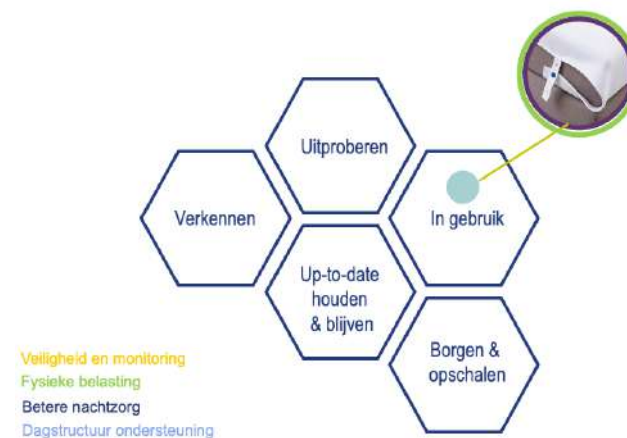 Uitproberen
Verkennen
In gebruik
Up-to-date
houden
& blijven
Borgen &
opschalen
Veiligheid en monitoring
Fysieke belasting
Betere nachtzorg
Dagstructuur ondersteuning